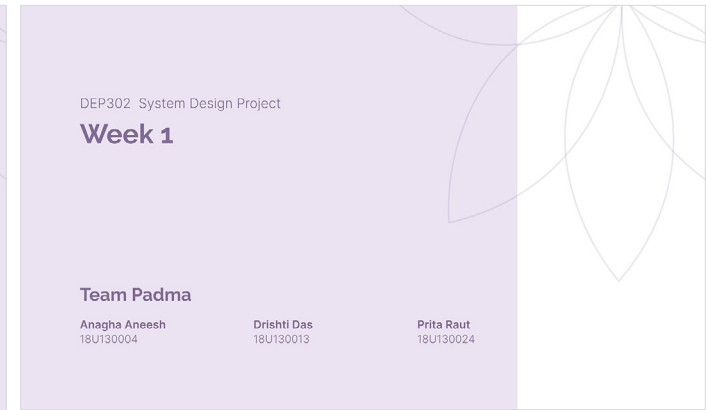 DEP302 System Design Project
Week 1
Team Padma
Anagha Aneesh
18U130004
Drishti Das
18U130013
Prita Raut
18U130024